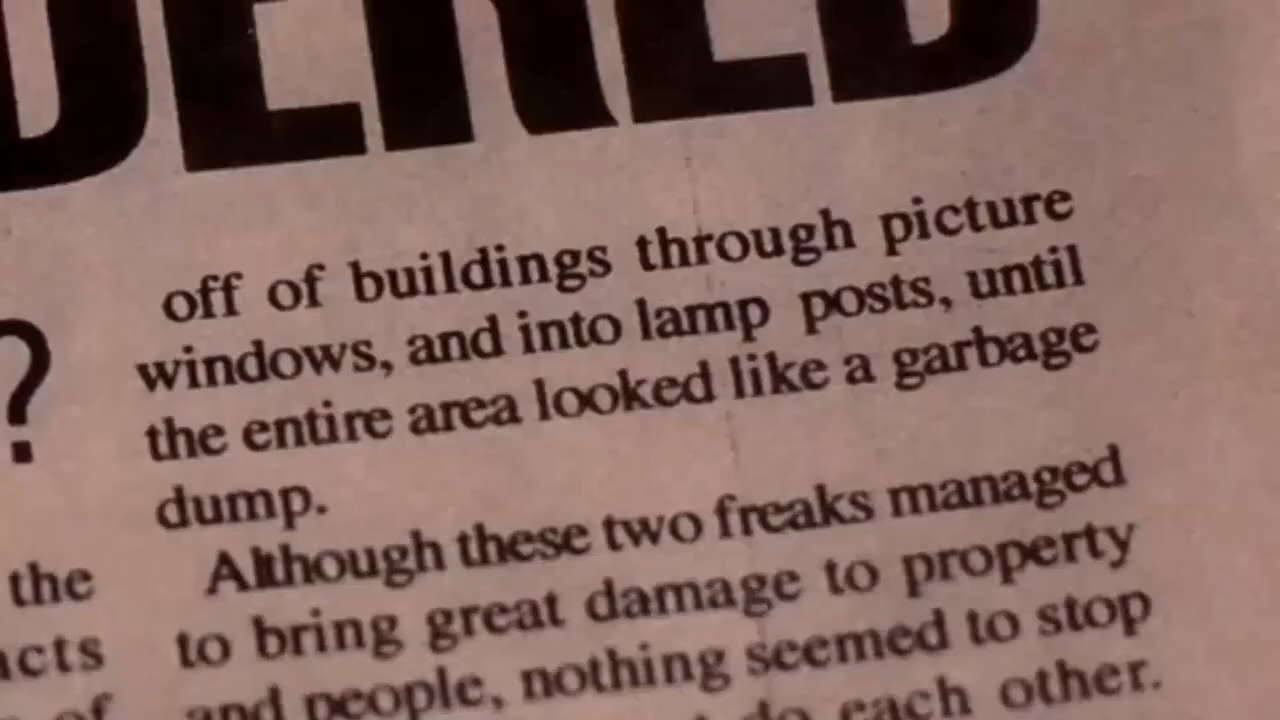 DERED
?
the
acts
of
off of buildings through picture
windows, and into lamp posts, until
the entire area looked like a garbage
dump.
Although these two freaks managed
to bring great damage to property
and people, nothing seemed to stop
do each other.